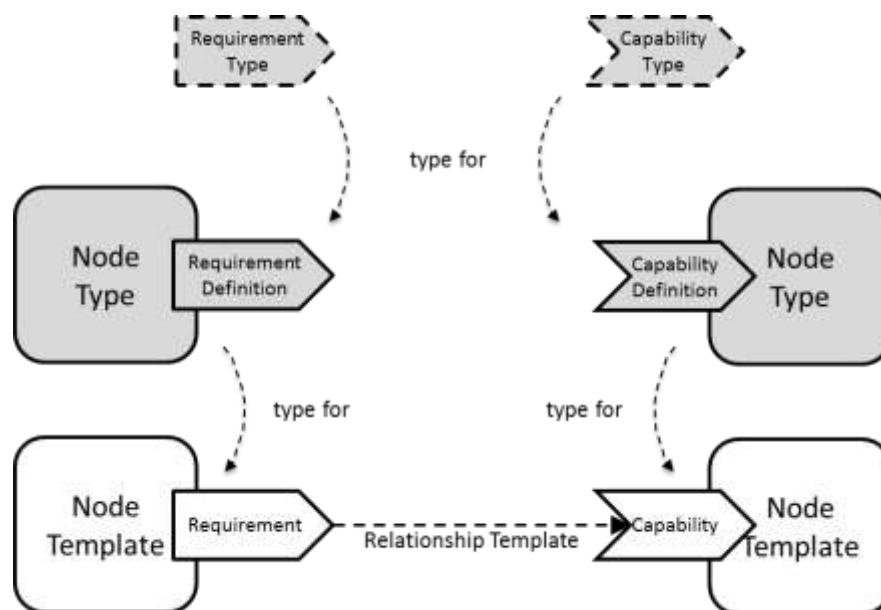 Requirement
Type
Capability
Type
type for
Node
Type
Requirement
Definition
Capability
Definition
Node
Type
type for
type for
Node
Template
Requirement
Relationship Template
Capability
Node
Template